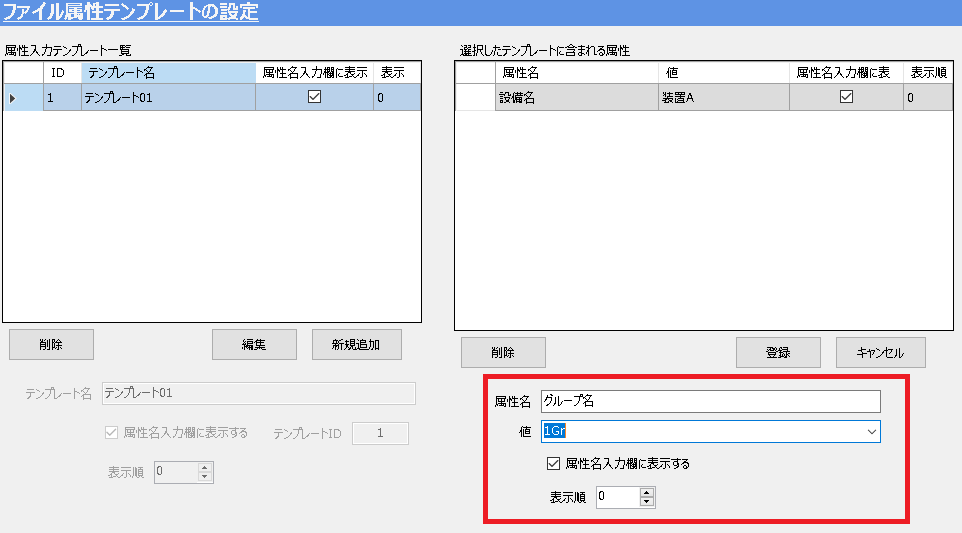 ファイル属性テンプレートの設定
属性入力テンプレート一覧
ID テンプレート名 属性名入力欄に表示 表示
1 テンプレート01 0
削除 編集 新規追加
テンプレート名 テンプレート01
属性名入力欄に表示する テンプレートID 1
表示順 0
選択したテンプレートに含まれる属性
属性名 値 属性名入力欄に表 表示順
設備名 装置A 0
削除 登録 キャンセル
属性名 グループ名
値 1Gr
属性名入力欄に表示する
表示順 0